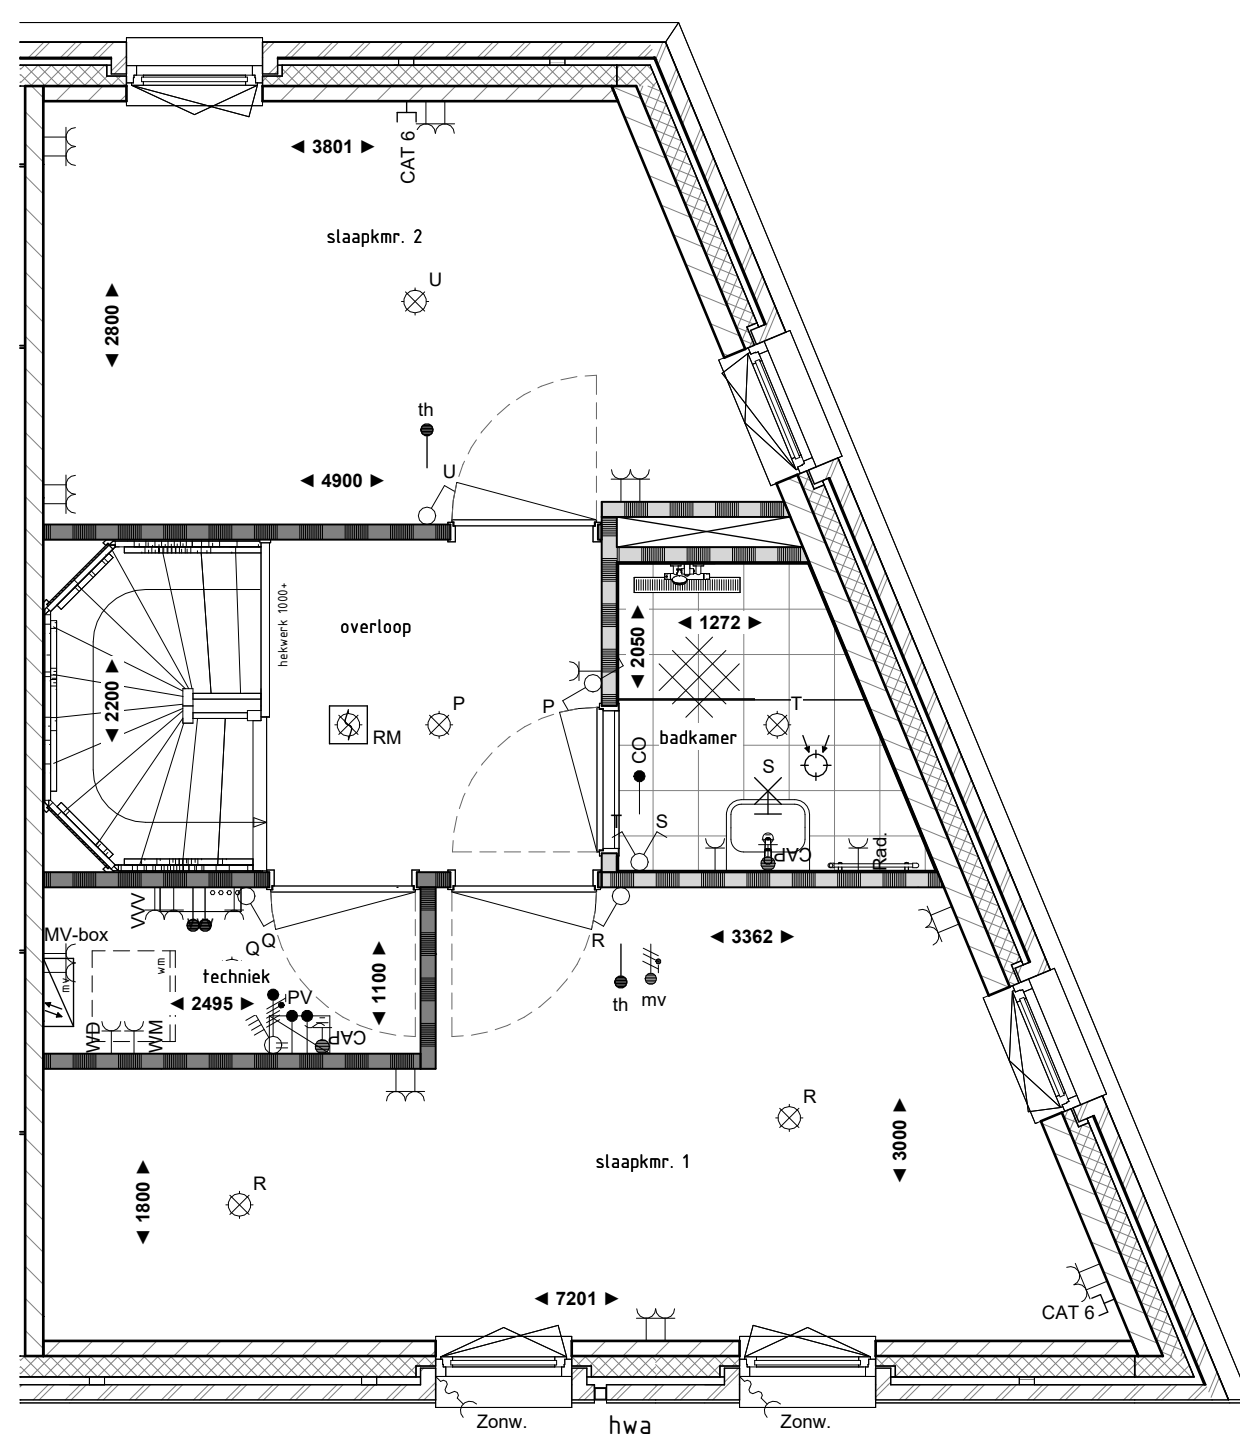 3801
CAT 6
slaapkmr. 2
U
2800
th
U
4900
hekwerk 1000+
overloop
2050
1272
2200
P
P
RM
T
badkamer
CO
S
T
S
CAP
Rad.
VVV
MV-box
Q
Q
R
3362
wm
mv
techniek
2495
PV
1100
th
mv
WD
WM
CAP
R
3000
slaapkmr. 1
1800
R
7201
CAT 6
Zonw.
hwa
Zonw.